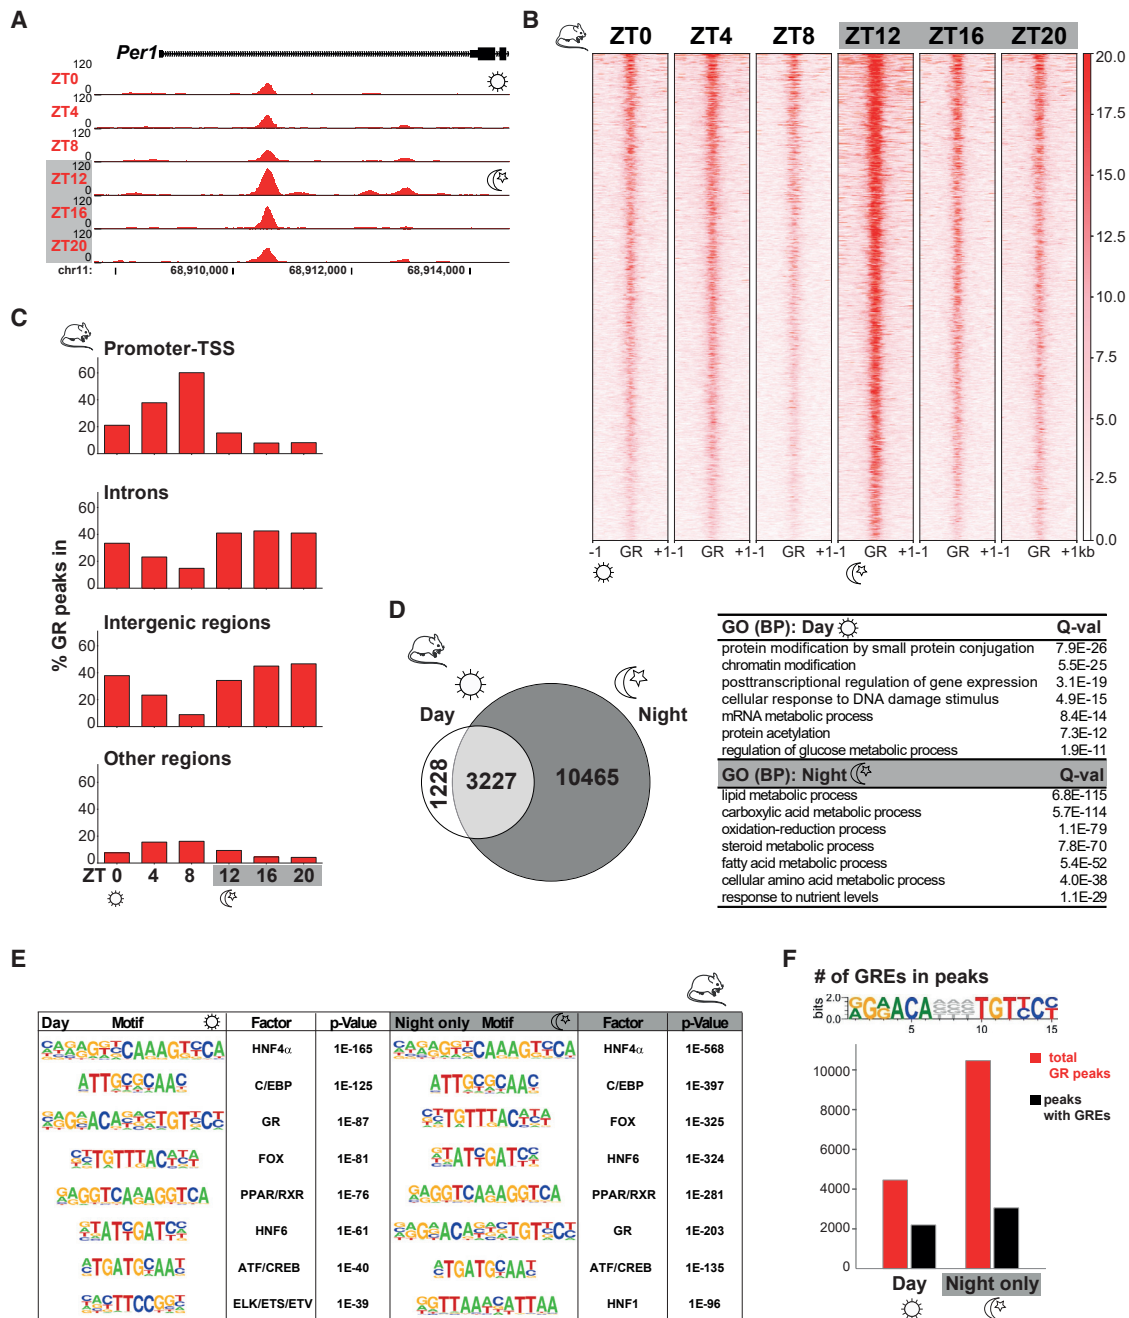 A
Per1
120
ZT0
0
120
ZT4
0
120
ZT8
0
120
ZT12
0
120
ZT16
0
120
ZT20
0
chr11: 68,910,000 68,912,000 68,914,000
B
ZT0 ZT4 ZT8 ZT12 ZT16 ZT20
20.0
17.5
15.0
12.5
10.0
7.5
5.0
2.5
0.0
-1 GR +1 -1 GR +1 -1 GR +1 -1 GR +1 -1 GR +1 -1 GR +1kb
C
% GR peaks in
Promoter-TSS
60
40
20
0
Introns
60
40
20
0
Intergenic regions
60
40
20
0
Other regions
60
40
20
0
ZT 0 4 8 12 16 20
D
Day Night
1228 3227 10465
GO (BP): Day Q-val
protein modification by small protein conjugation 7.9E-26
chromatin modification 5.5E-25
posttranscriptional regulation of gene expression 3.1E-19
cellular response to DNA damage stimulus 4.9E-15
mRNA metabolic process 8.4E-14
protein acetylation 7.3E-12
regulation of glucose metabolic process 1.9E-11
GO (BP): Night Q-val
lipid metabolic process 6.8E-115
carboxylic acid metabolic process 5.7E-114
oxidation-reduction process 1.1E-79
steroid metabolic process 7.8E-70
fatty acid metabolic process 5.4E-52
cellular amino acid metabolic process 4.0E-38
response to nutrient levels 1.1E-29
E
Day Motif Factor p-Value Night only Motif Factor p-Value
HNF4α 1E-165 HNF4α 1E-568
C/EBP 1E-125 C/EBP 1E-397
GR 1E-87 FOX 1E-325
FOX 1E-81 HNF6 1E-324
PPAR/RXR 1E-76 PPAR/RXR 1E-281
HNF6 1E-61 GR 1E-203
ATF/CREB 1E-40 ATF/CREB 1E-135
ELK/ETS/ETV 1E-39 HNF1 1E-96
F
# of GREs in peaks
bits
2.0
0.0
5 10 15
total
GR peaks
peaks
with GREs
10000
8000
6000
4000
2000
0
Day Night only